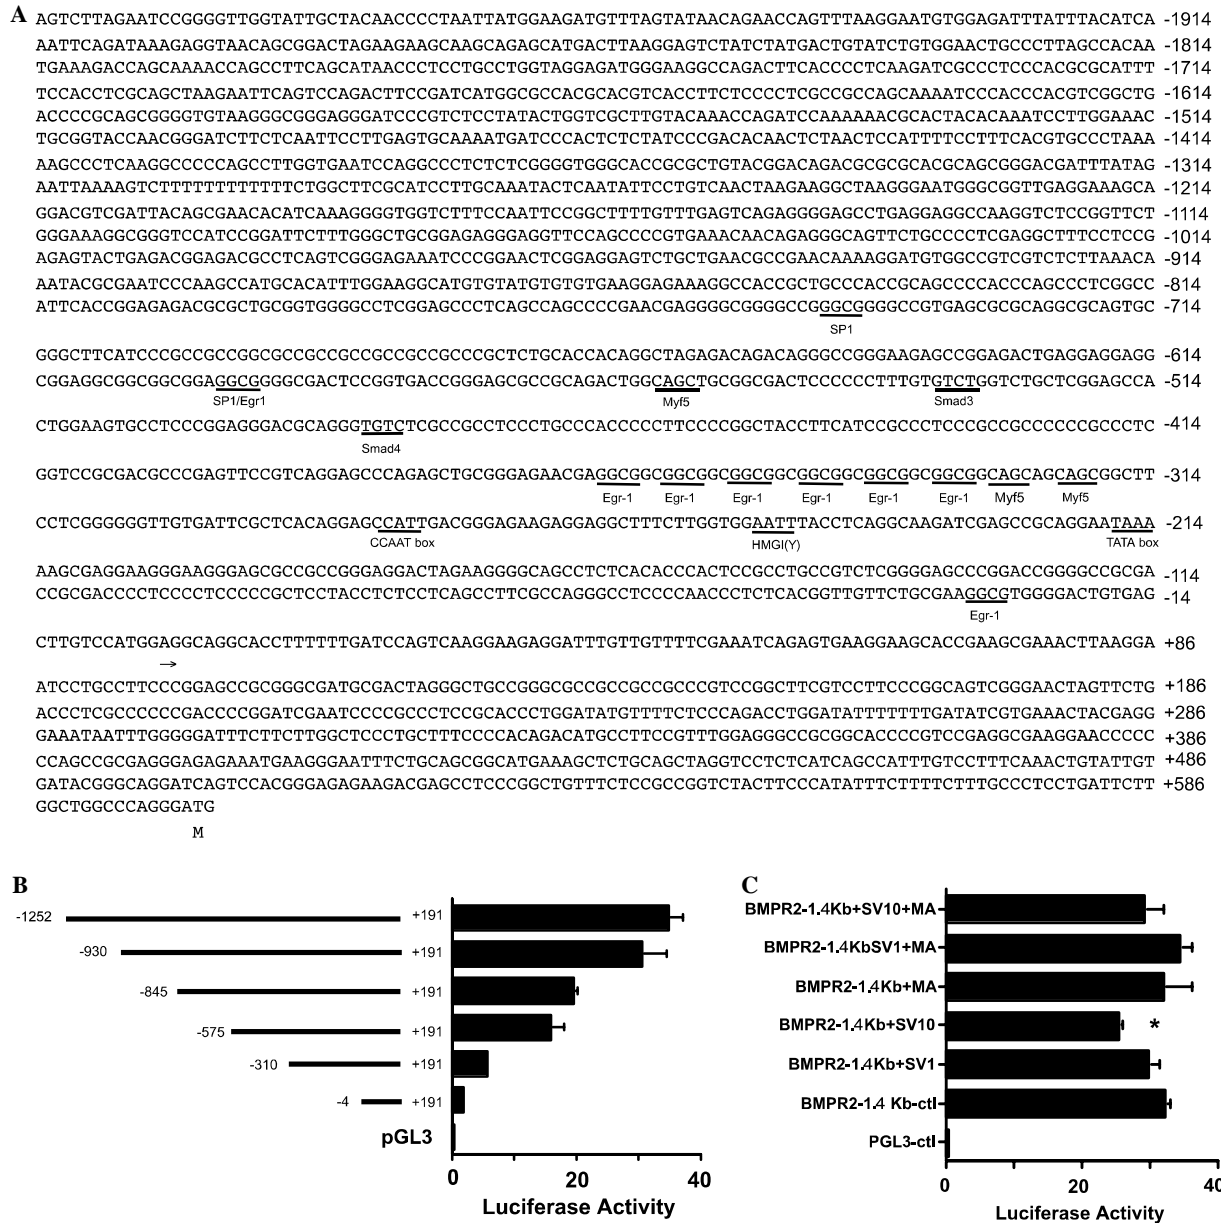 A
AGTCTTAGAATCCGGGGTTGGTATTGCTACAACCCCTAATTATGGAAGATGTTTAGTATAACAGAACCAGTTTAAGGAATGTGGAGATTTATTTACATCA -1914
AATTCAGATAAAGAGGTAACAGCGGACTAGAAGAAGCAAGCAGAGCATGACTTAAGGAGTCTATCTATGACTGTATCTGTGGAACTGCCCTTAGCCACAA -1814
TGAAAGACCAGCAAAACCAGCCTTCAGCATAACCCTCCTGCCTGGTAGGAGATGGGAAGGCCAGACTTCACCCCTCAAGATCGCCCTCCCACGCGCATTT -1714
TCCACCTCGCAGCTAAGAATTCAGTCCAGACTTCCGATCATGGCGCCACGCACGTCACCTTCTCCCCTCGCCGCCAGCAAAATCCCACCCACGTCGGCTG -1614
ACCCCGCAGCGGGGTGTAAGGGCGGGAGGGATCCCGTCTCCTATACTGGTCGCTTGTACAAACCAGATCCAAAAAACGCACTACACAAATCCTTGGAAAC -1514
TGCGGTACCAACGGGATCTTCTCAATTCCTTGAGTGCAAAATGATCCCACTCTCTATCCCGACACAACTCTAACTCCATTTTCCTTTCACGTGCCCTAAA -1414
AAGCCCTCAAGGCCCCCAGCCTTGGTGAATCCAGGCCCTCTCTCGGGGTGGGCACCGCGCTGTACGGACAGACGCGCGCACGCAGCGGGACGATTTATAG -1314
AATTAAAAGTCTTTTTTTTTTTTCTGGCTTCGCATCCTTGCAAATACTCAATATTCCTGTCAACTAAGAAGGCTAAGGGAATGGGCGGTTGAGGAAAGCA -1214
GGACGTCGATTACAGCGAACACATCAAAGGGGTGGTCTTTCCAATTCCGGCTTTTGTTTGAGTCAGAGGGGAGCCTGAGGAGGCCAAGGTCTCCGGTTCT -1114
GGGAAAGGCGGGTCCATCCGGATTCTTTGGGCTGCGGAGAGGGAGGTTCCAGCCCCGTGAAACAACAGAGGGCAGTTCTGCCCCTCGAGGCTTTCCTCCG -1014
AGAGTACTGAGACGGAGACGCCTCAGTCGGGAGAAATCCCGGAACTCGGAGGAGTCTGCTGAACGCCGAACAAAAGGATGTGGCCGTCGTCTCTTAAACA -914
AATACGCGAATCCCAAGCCATGCACATTTGGAAGGCATGTGTATGTGTGTGAAGGAGAAAGGCCACCGCTGCCCACCGCAGCCCCACCCAGCCCTCGGCC -814
ATTCACCGGAGAGACGCGCTGCGGTGGGGCCTCGGAGCCCTCAGCCAGCCCCGAACGAGGGGCGGGGCCGGGCGGGGCCGTGAGCGCGCAGGCGCAGTGC -714
SP1
GGGCTTCATCCCGCCGCCGGCGCCGCCGCCGCCGCCGCCCGCTCTGCACCACAGGCTAGAGACAGACAGGGCCGGGAAGAGCCGGAGACTGAGGAGGAGG -614
CGGAGGCGGCGGCGGAGGCGGGGCGACTCCGGTGACCGGGAGCGCCGCAGACTGGCAGCTGCGGCGACTCCCCCCTTTGTGTCTGGTCTGCTCGGAGCCA -514
SP1/Egr1 Myf5 Smad3
CTGGAAGTGCCTCCCGGAGGGACGCAGGGTGTCTCGCCGCCTCCCTGCCCACCCCCTTCCCCGGCTACCTTCATCCGCCCTCCCGCCGCCCCCCGCCCTC -414
Smad4
GGTCCGCGACGCCCGAGTTCCGTCAGGAGCCCAGAGCTGCGGGAGAACGAGGCGGCGGCGGCGGCGGCGGCGGCGGCGGCGGCGGCAGCAGCAGCGGCTT -314
Egr-1 Egr-1 Egr-1 Egr-1 Egr-1 Egr-1 Myf5 Myf5
CCTCGGGGGGTTGTGATTCGCTCACAGGAGCCCATTGACGGGAGAAGAGGAGGCTTTCTTGGTGGAATTTACCTCAGGCAAGATCGAGCCGCAGGAATAAA -214
CCAAT box HMGI(Y) TATA box
AAGCGAGGAAGGGAAGGGAGCGCCGCCGGGAGGACTAGAAGGGGCAGCCTCTCACACCCACTCCGCCTGCCGTCTCGGGGAGCCCGGACCGGGGCCGCGA -114
CCGCGACCCCTCCCCTCCCCCGCTCCTACCTCTCCTCAGCCTTCGCCAGGGCCTCCCCAACCCTCTCACGGTTGTTCTGCGAAGGCGTGGGGACTGTGAG -14
Egr-1
CTTGTCCATGGAGGCAGGCACCTTTTTTGATCCAGTCAAGGAAGAGGATTTGTTGTTTTCGAAATCAGAGTGAAGGAAGCACCGAAGCGAAACTTAAGGA +86
→
ATCCTGCCTTCCCGGAGCCGCGGGCGATGCGACTAGGGCTGCCGGGCGCCGCCGCCGCCCGTCCGGCTTCGTCCTTCCCGGCAGTCGGGAACTAGTTCTG +186
ACCCTCGCCCCCCGACCCCGGATCGAATCCCCGCCCTCCGCACCCTGGATATGTTTTCTCCCAGACCTGGATATTTTTTTGATATCGTGAAACTACGAGG +286
GAAATAATTTGGGGGATTTCTTCTTGGCTCCCTGCTTTCCCCACAGACATGCCTTCCGTTTGGAGGGCCGCGGCACCCCGTCCGAGGCGAAGGAACCCCC +386
CCAGCCGCGAGGGAGAGAAATGAAGGGAATTTCTGCAGCGGCATGAAAGCTCTGCAGCTAGGTCCTCTCATCAGCCATTTGTCCTTTCAAACTGTATTGT +486
GATACGGGCAGGATCAGTCCACGGGAGAGAAGACGAGCCTCCCGGCTGTTTCTCCGCCGGTCTACTTCCCATATTTCTTTTCTTTGCCCTCCTGATTCTT +586
GGCTGGCCCAGGGATG
M
B
-1252 +191
-930 +191
-845 +191
-575 +191
-310 +191
-4 +191
pGL3
0 20 40
Luciferase Activity
C
BMPR2-1.4Kb+SV10+MA
BMPR2-1.4KbSV1+MA
BMPR2-1.4Kb+MA
BMPR2-1.4Kb+SV10 *
BMPR2-1.4Kb+SV1
BMPR2-1.4 Kb-ctl
PGL3-ctl
0 20 40
Luciferase Activity